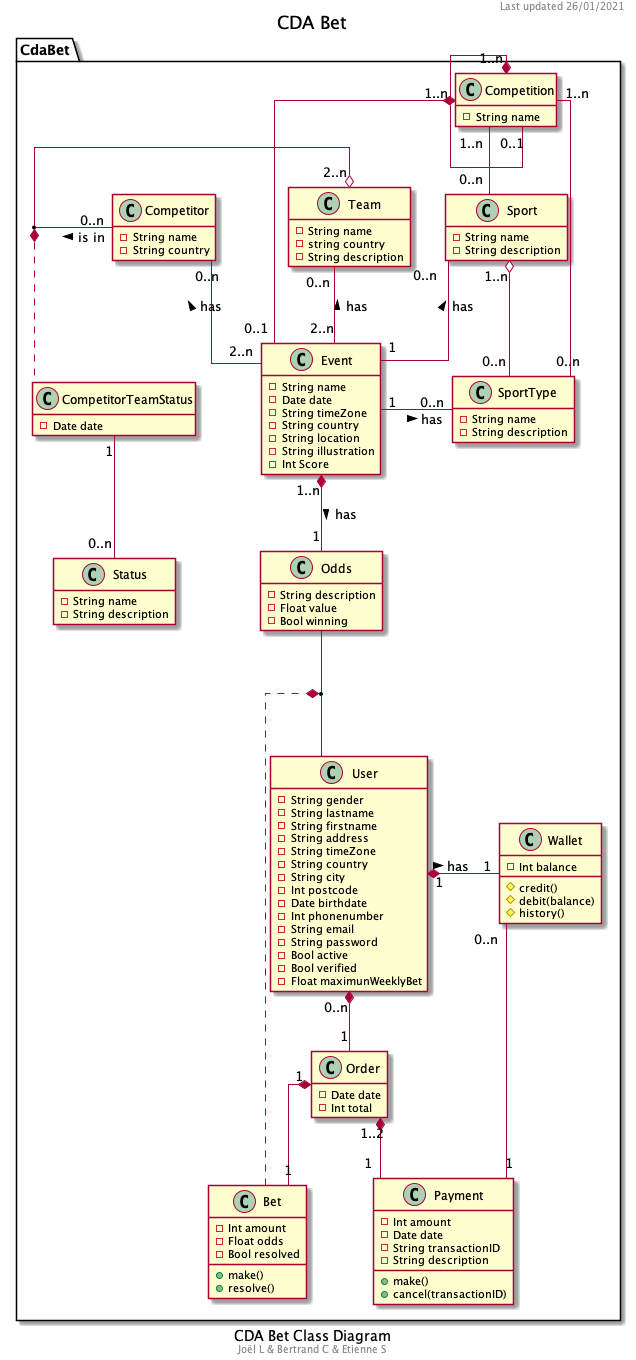 Last updated 26/01/2021
CDA Bet
CdaBet
1..n
C Competition
String name
1..n
1..n
1..n
0..1
2..n
0..n
C Competitor
String name
String country
0..n
is in
C Team
String name
string country
String description
C Sport
String name
String description
0..n
0..n
0..n
1..n
has
has
has
0..1
2..n
2..n
1
0..n
0..n
C Event
String name
Date date
String timeZone
String country
String location
String illustration
Int Score
1
0..n
has
C SportType
String name
String description
C CompetitorTeamStatus
Date date
1
0..n
1..n
has
1
C Status
String name
String description
C Odds
String description
Float value
Bool winning
C User
String gender
String lastname
String firstname
String address
String timeZone
String country
String city
Int postcode
Date birthdate
Int phonenumber
String email
String password
Bool active
Bool verified
Float maximunWeeklyBet
has
1
1
C Wallet
Int balance
credit()
debit(balance)
history()
0..n
0..n
1
C Order
Date date
Int total
1
1..2
1
1
1
C Bet
Int amount
Float odds
Bool resolved
make()
resolve()
C Payment
Int amount
Date date
String transactionID
String description
make()
cancel(transactionID)
CDA Bet Class Diagram
Joël L & Bertrand C & Etienne S